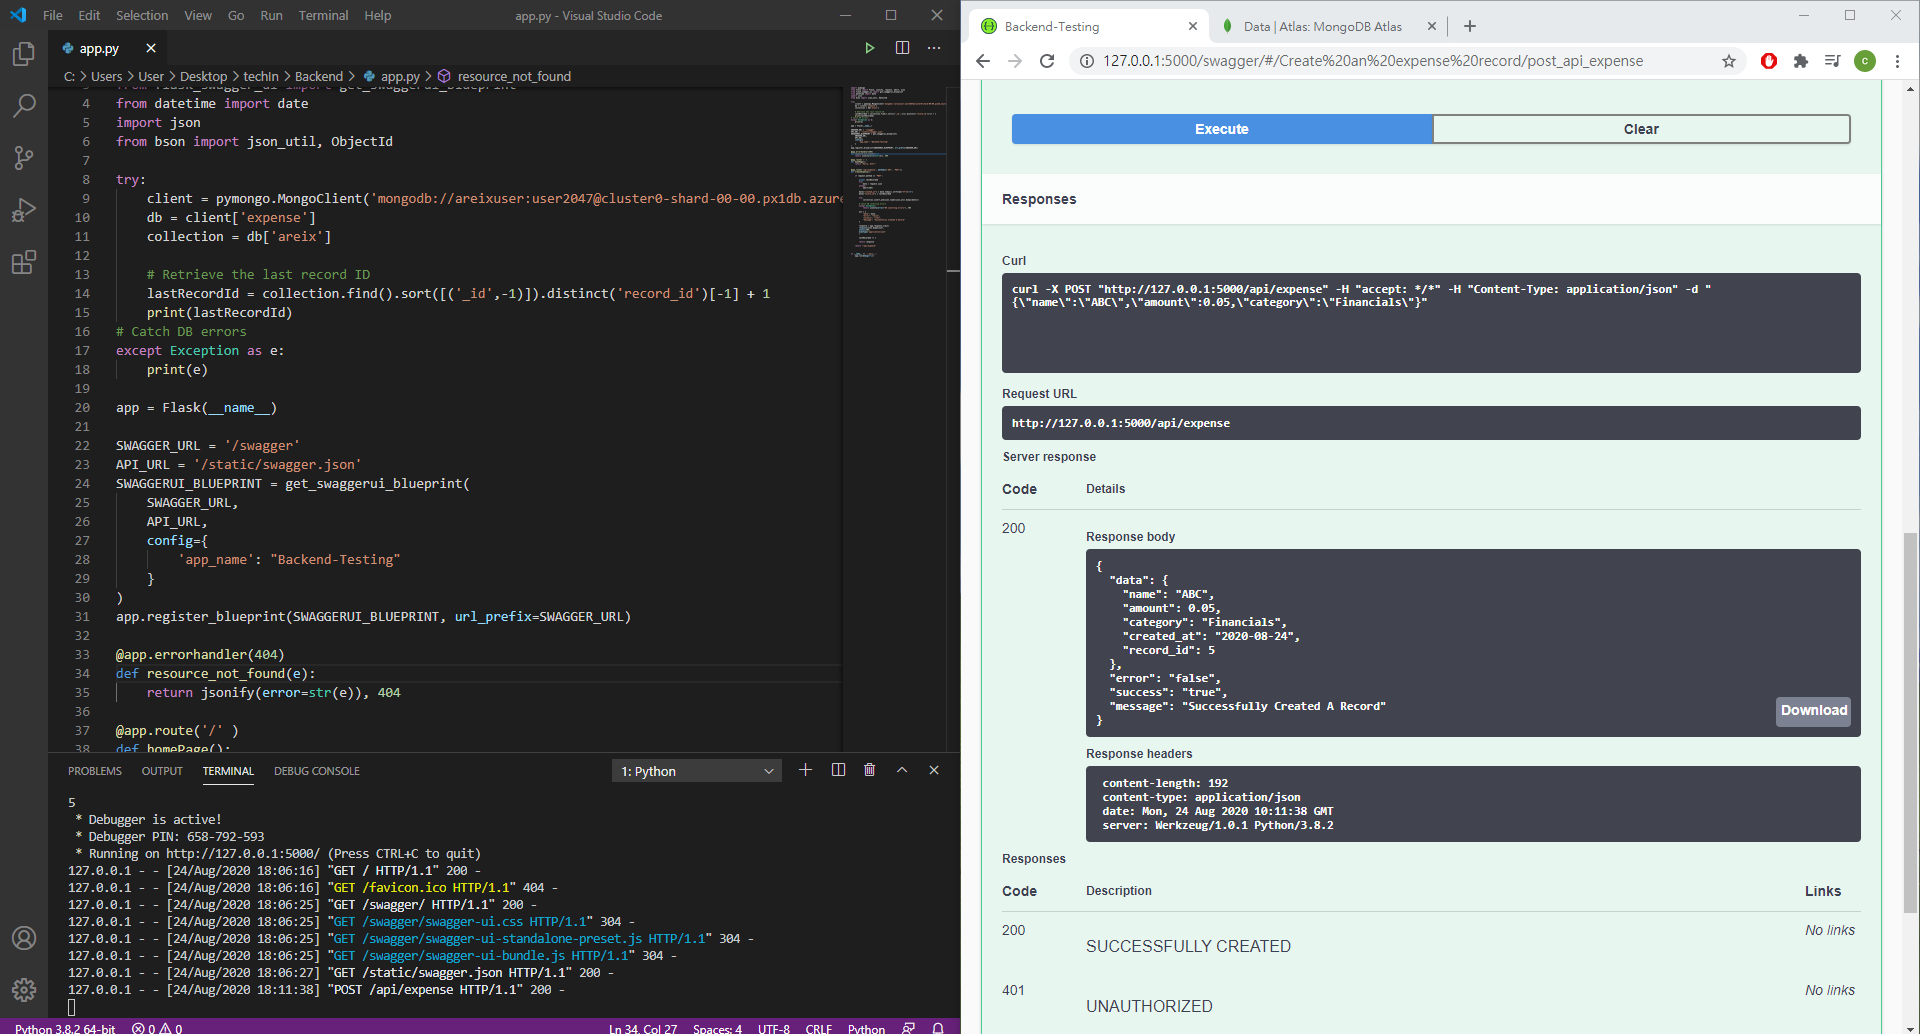 File Edit Selection View Go Run Terminal Help app.py - Visual Studio Code
app.py
C: > Users > User > Desktop > techIn > Backend > app.py > resource_not_found
from flask_swagger_ui import get_swaggerui_blueprint
4 from datetime import date
5 import json
6 from bson import json_util, ObjectId
7
8 try:
9 client = pymongo.MongoClient('mongodb://areixuser:user2047@cluster0-shard-00-00.px1db.azure
10 db = client['expense']
11 collection = db['areix']
12
13 # Retrieve the last record ID
14 lastRecordId = collection.find().sort([('_id',-1)]).distinct('record_id')[-1] + 1
15 print(lastRecordId)
16 # Catch DB errors
17 except Exception as e:
18 print(e)
19
20 app = Flask(__name__)
21
22 SWAGGER_URL = '/swagger'
23 API_URL = '/static/swagger.json'
24 SWAGGERUI_BLUEPRINT = get_swaggerui_blueprint(
25 SWAGGER_URL,
26 API_URL,
27 config={
28 'app_name': "Backend-Testing"
29 }
30 )
31 app.register_blueprint(SWAGGERUI_BLUEPRINT, url_prefix=SWAGGER_URL)
32
33 @app.errorhandler(404)
34 def resource_not_found(e):
35 return jsonify(error=str(e)), 404
36
37 @app.route('/' )
38 def homePage():
PROBLEMS OUTPUT TERMINAL DEBUG CONSOLE 1: Python
5
* Debugger is active!
* Debugger PIN: 658-792-593
* Running on http://127.0.0.1:5000/ (Press CTRL+C to quit)
127.0.0.1 - - [24/Aug/2020 18:06:16] "GET / HTTP/1.1" 200 -
127.0.0.1 - - [24/Aug/2020 18:06:16] "GET /favicon.ico HTTP/1.1" 404 -
127.0.0.1 - - [24/Aug/2020 18:06:25] "GET /swagger/ HTTP/1.1" 200 -
127.0.0.1 - - [24/Aug/2020 18:06:25] "GET /swagger/swagger-ui.css HTTP/1.1" 304 -
127.0.0.1 - - [24/Aug/2020 18:06:25] "GET /swagger/swagger-ui-standalone-preset.js HTTP/1.1" 304 -
127.0.0.1 - - [24/Aug/2020 18:06:25] "GET /swagger/swagger-ui-bundle.js HTTP/1.1" 304 -
127.0.0.1 - - [24/Aug/2020 18:06:27] "GET /static/swagger.json HTTP/1.1" 200 -
127.0.0.1 - - [24/Aug/2020 18:11:38] "POST /api/expense HTTP/1.1" 200 -
Python 3.8.2 64-bit 0 0 Ln 34, Col 27 Spaces: 4 UTF-8 CRLF Python
Backend-Testing Data | Atlas: MongoDB Atlas
127.0.0.1:5000/swagger/#/Create%20an%20expense%20record/post_api_expense c
Execute Clear
Responses
Curl
curl -X POST "http://127.0.0.1:5000/api/expense" -H "accept: */*" -H "Content-Type: application/json" -d "
{\"name\":\"ABC\",\"amount\":0.05,\"category\":\"Financials\"}"
Request URL
http://127.0.0.1:5000/api/expense
Server response
Code Details
200
Response body
{
"data": {
"name": "ABC",
"amount": 0.05,
"category": "Financials",
"created_at": "2020-08-24",
"record_id": 5
},
"error": "false",
"success": "true",
"message": "Successfully Created A Record"
}
Download
Response headers
content-length: 192
content-type: application/json
date: Mon, 24 Aug 2020 10:11:38 GMT
server: Werkzeug/1.0.1 Python/3.8.2
Responses
Code Description Links
200 No links
SUCCESSFULLY CREATED
401 No links
UNAUTHORIZED